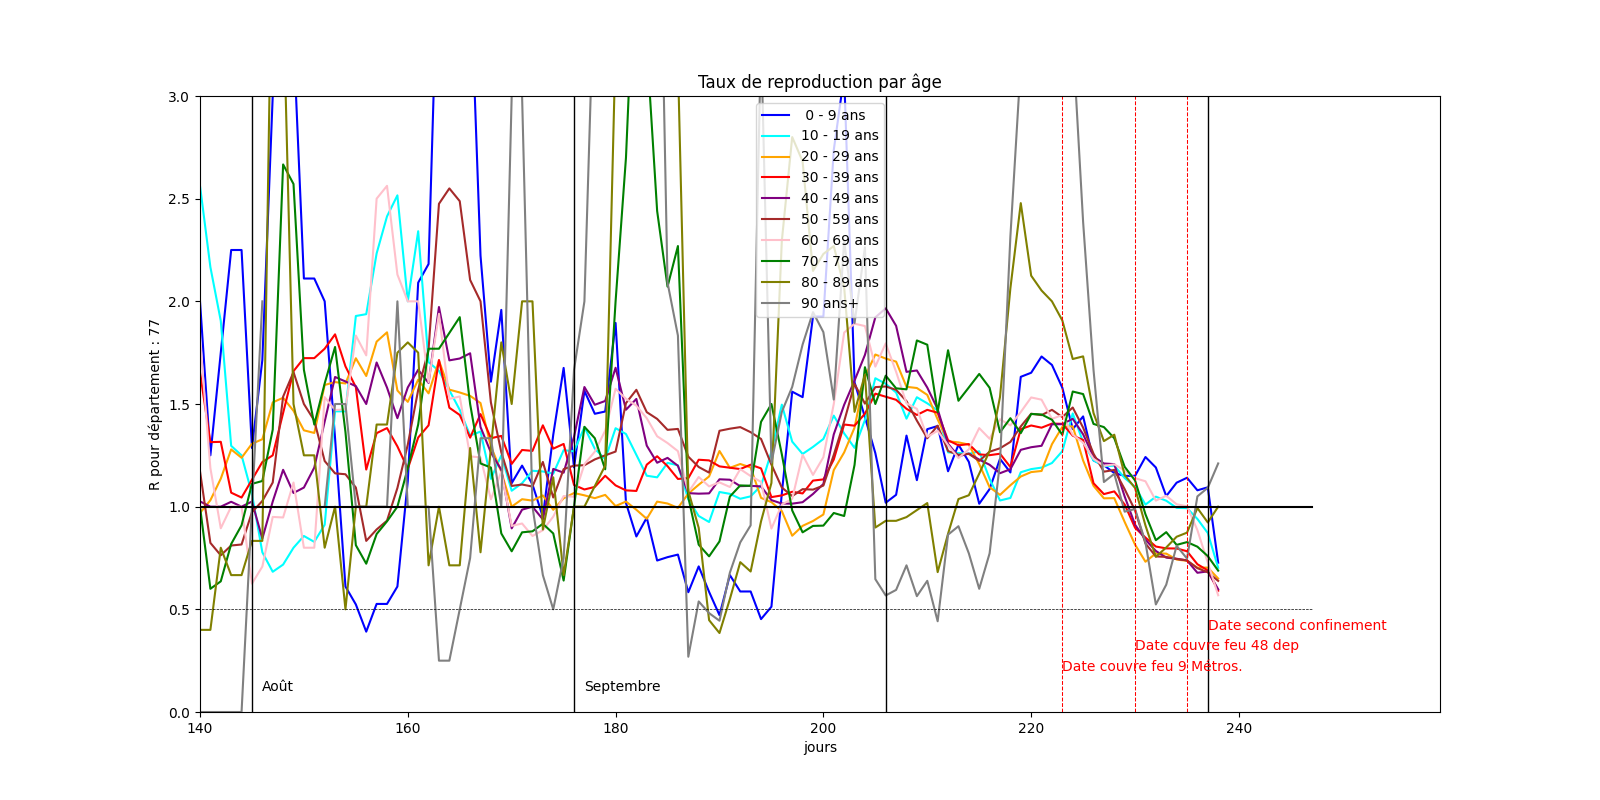 Taux de reproduction par âge
R pour département : 77
3.0
2.5
2.0
1.5
1.0
0.5
0.0
0 - 9 ans
10 - 19 ans
20 - 29 ans
30 - 39 ans
40 - 49 ans
50 - 59 ans
60 - 69 ans
70 - 79 ans
80 - 89 ans
90 ans+
Date second confinement
Date couvre feu 48 dep
Date couvre feu 9 Métros.
Août
Septembre
140
160
180
200
220
240
jours